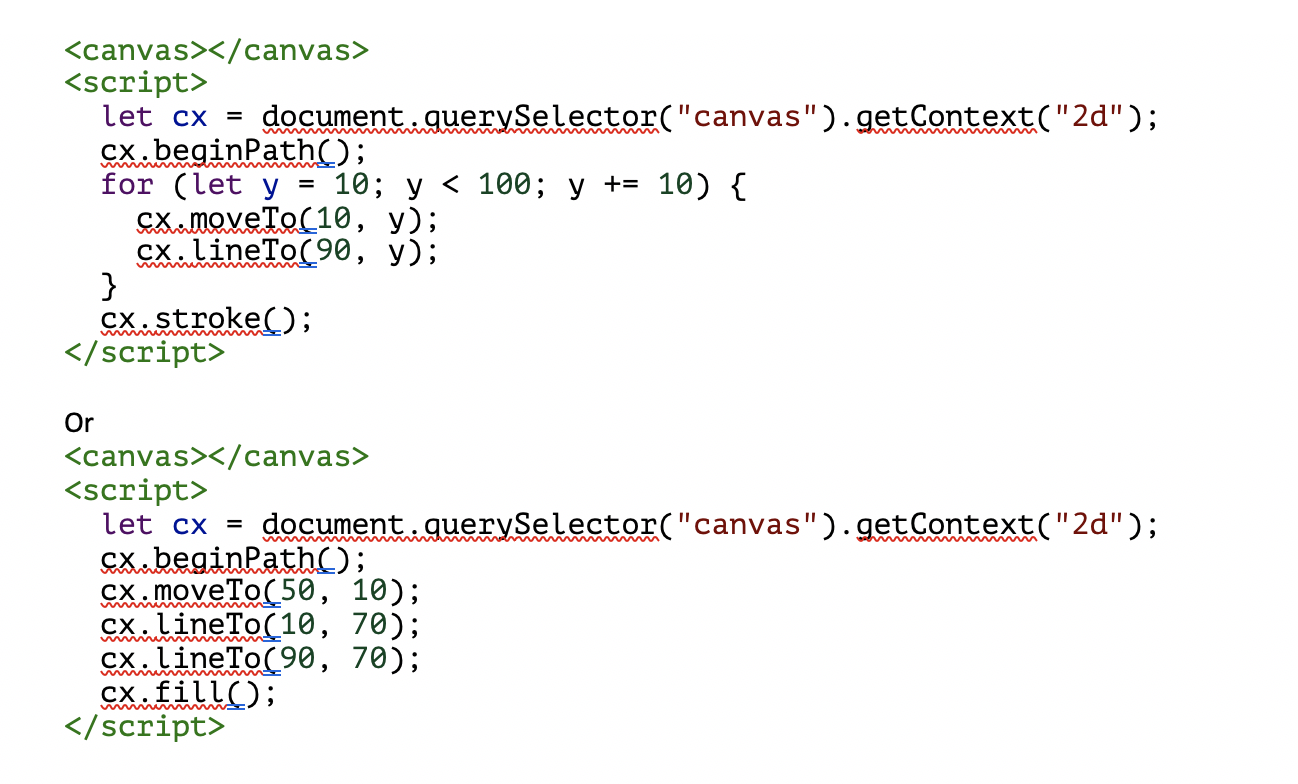 <canvas></canvas>
<script>
  let cx = document.querySelector("canvas").getContext("2d");
  cx.beginPath();
  for (let y = 10; y < 100; y += 10) {
    cx.moveTo(10, y);
    cx.lineTo(90, y);
  }
  cx.stroke();
</script>
Or
<canvas></canvas>
<script>
  let cx = document.querySelector("canvas").getContext("2d");
  cx.beginPath();
  cx.moveTo(50, 10);
  cx.lineTo(10, 70);
  cx.lineTo(90, 70);
  cx.fill();
</script>